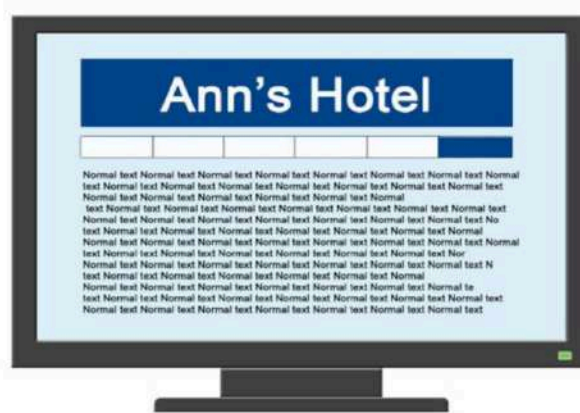 Ann's Hotel
Normal text Normal text Normal text Normal text Normal text Normal text Normal text Normal
text Normal text Normal text Normal text Normal text Normal text Normal text Normal text
Normal text Normal text Normal text Normal text Normal text Normal
text Normal text Normal text Normal text Normal text Normal text Normal text Normal text
Normal text Normal text Normal text Normal text Normal text Normal text Normal text No
text Normal text Normal text Normal text Normal text Normal text Normal text Normal
Normal text Normal text Normal text Normal text Normal text Normal text Normal text Normal
text Normal text Normal text Normal text Normal text Normal text Normal text Nor
Normal text Normal text Normal text Normal text Normal text Normal text Normal text N
text Normal text Normal text Normal text Normal text Normal text Normal
Normal text Normal text Normal text Normal text Normal text Normal text Normal te
text Normal text Normal text Normal text Normal text Normal text Normal text Normal text
Normal text Normal text Normal text Normal text Normal text Normal text Normal text